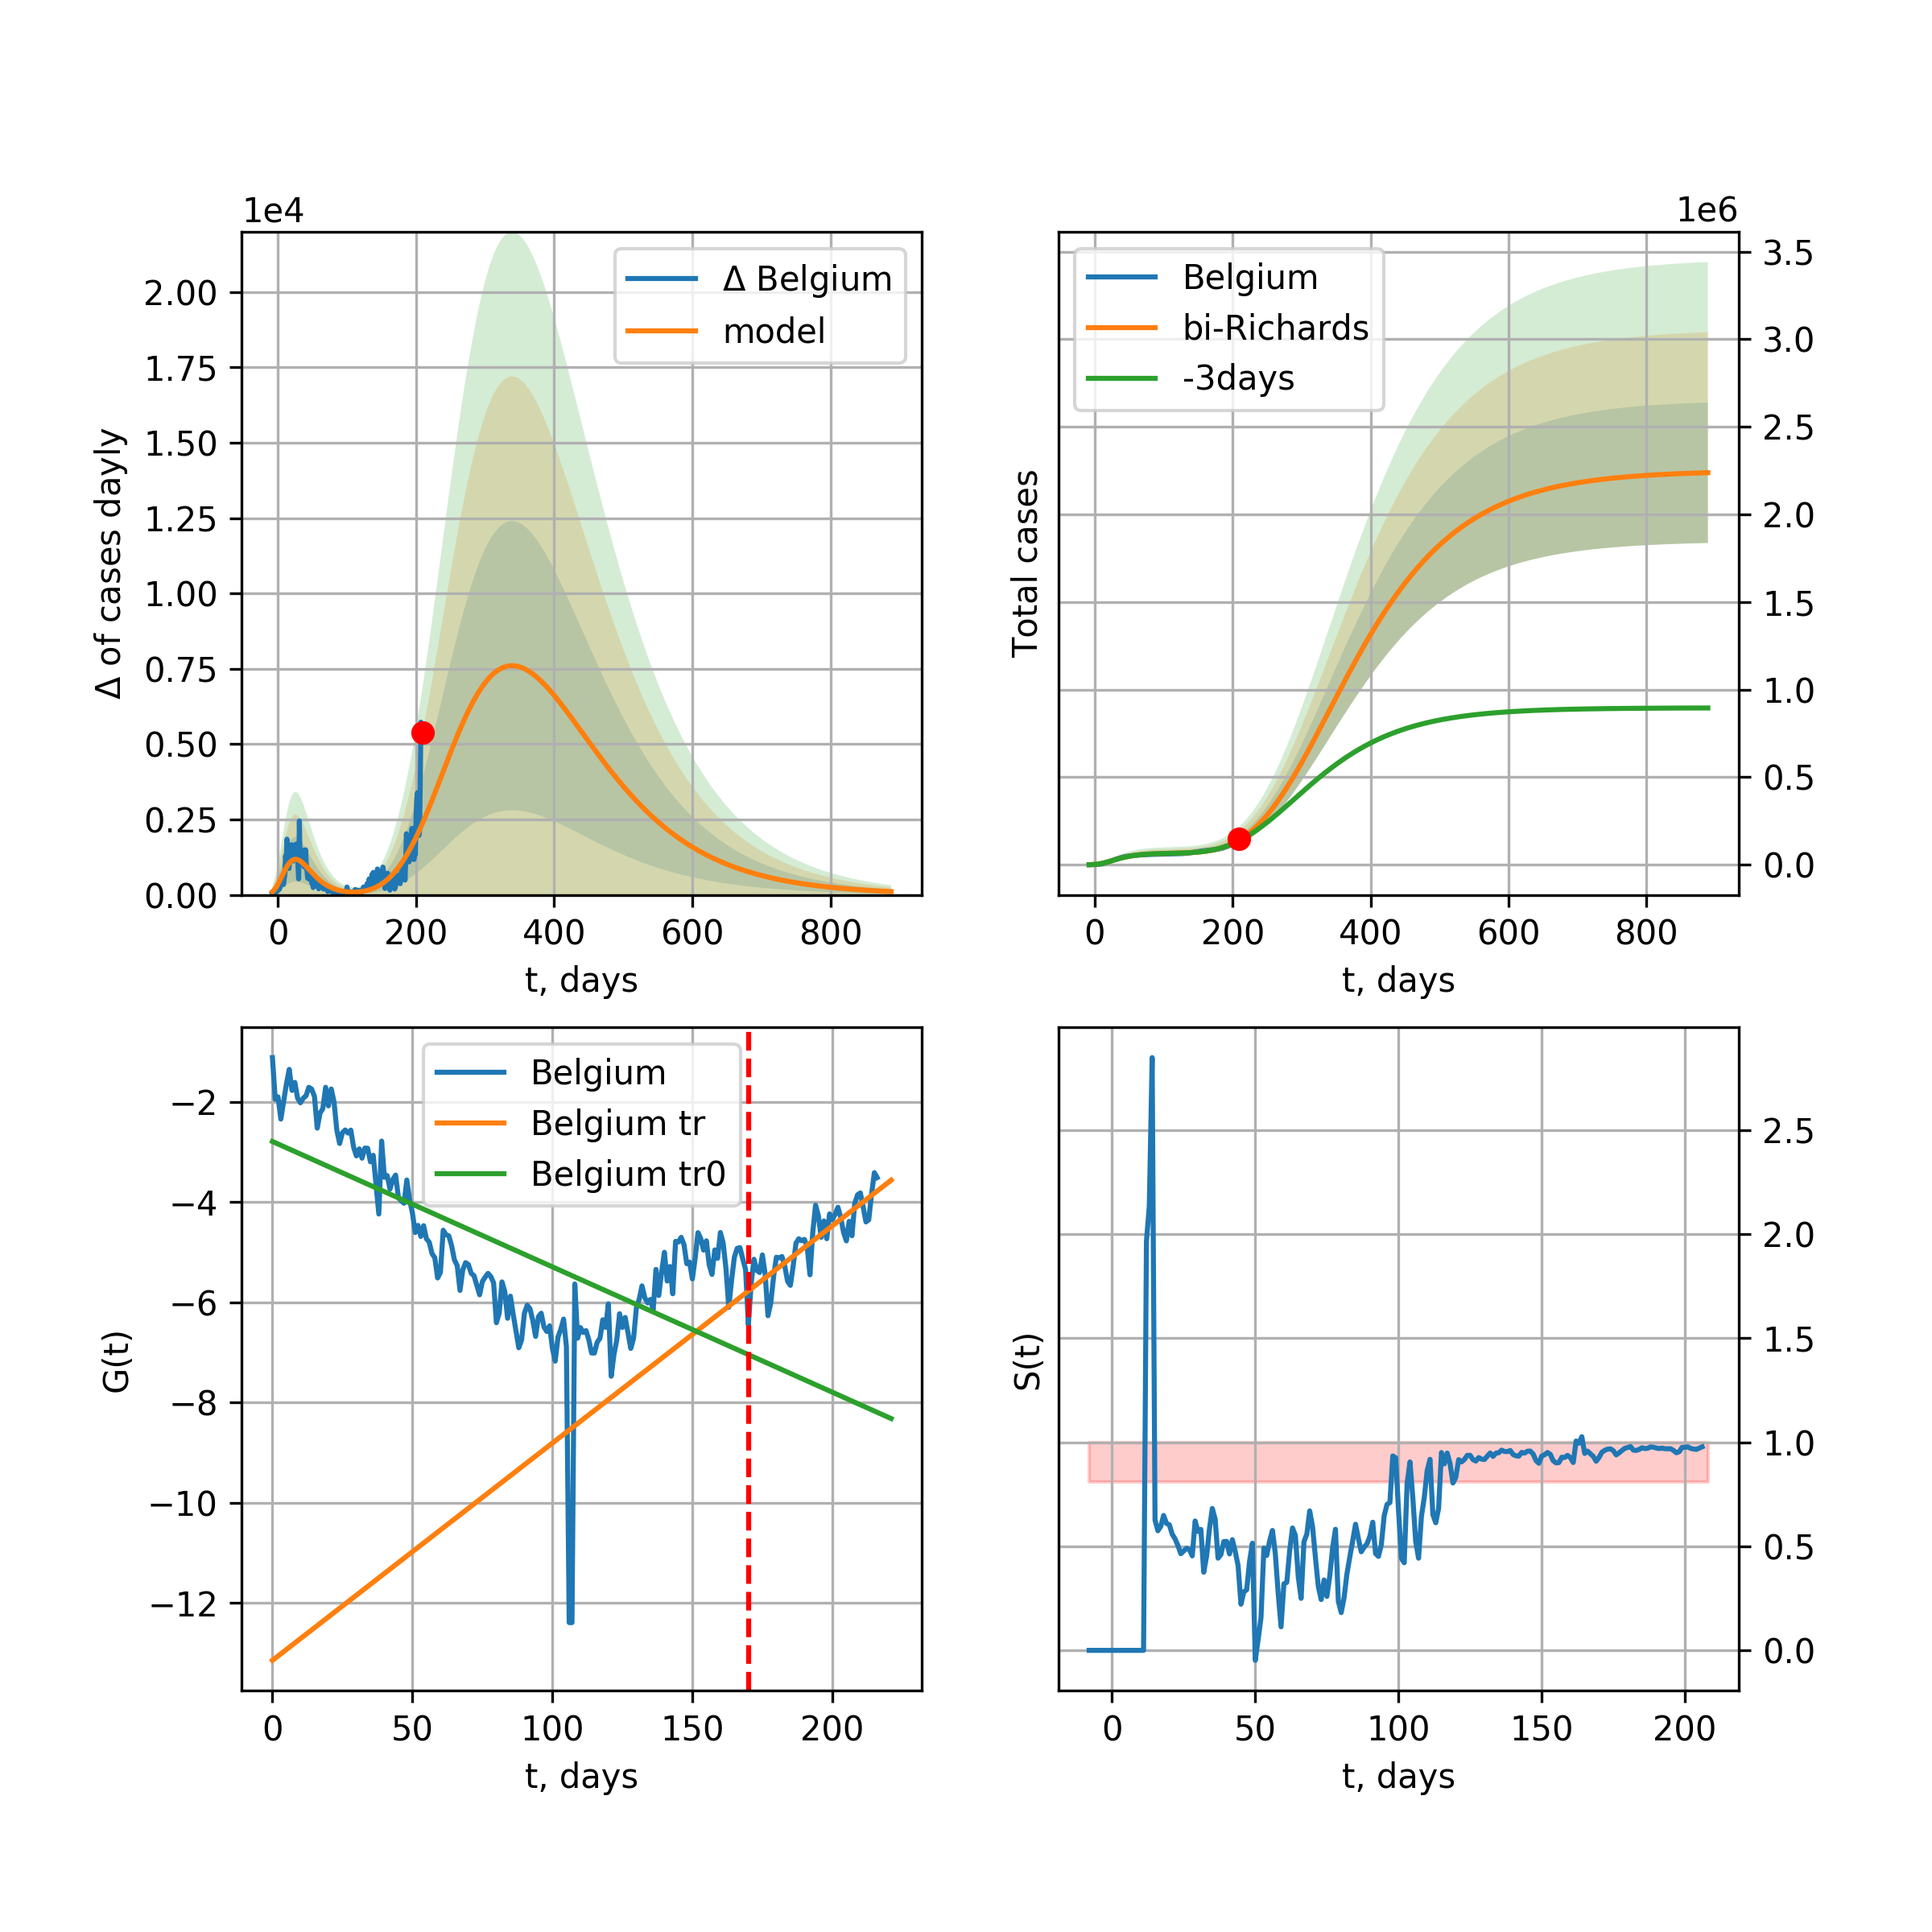 1e4
Δ of cases dayly
2.00
1.75
1.50
1.25
1.00
0.75
0.50
0.25
0.00
Δ Belgium
model
0 200 400 600 800
t, days
1e6
Total cases
Belgium
bi-Richards
-3days
3.5
3.0
2.5
2.0
1.5
1.0
0.5
0.0
0 200 400 600 800
t, days
G(t)
−2
−4
−6
−8
−10
−12
Belgium
Belgium tr
Belgium tr0
0 50 100 150 200
t, days
S(t)
2.5
2.0
1.5
1.0
0.5
0.0
0 50 100 150 200
t, days